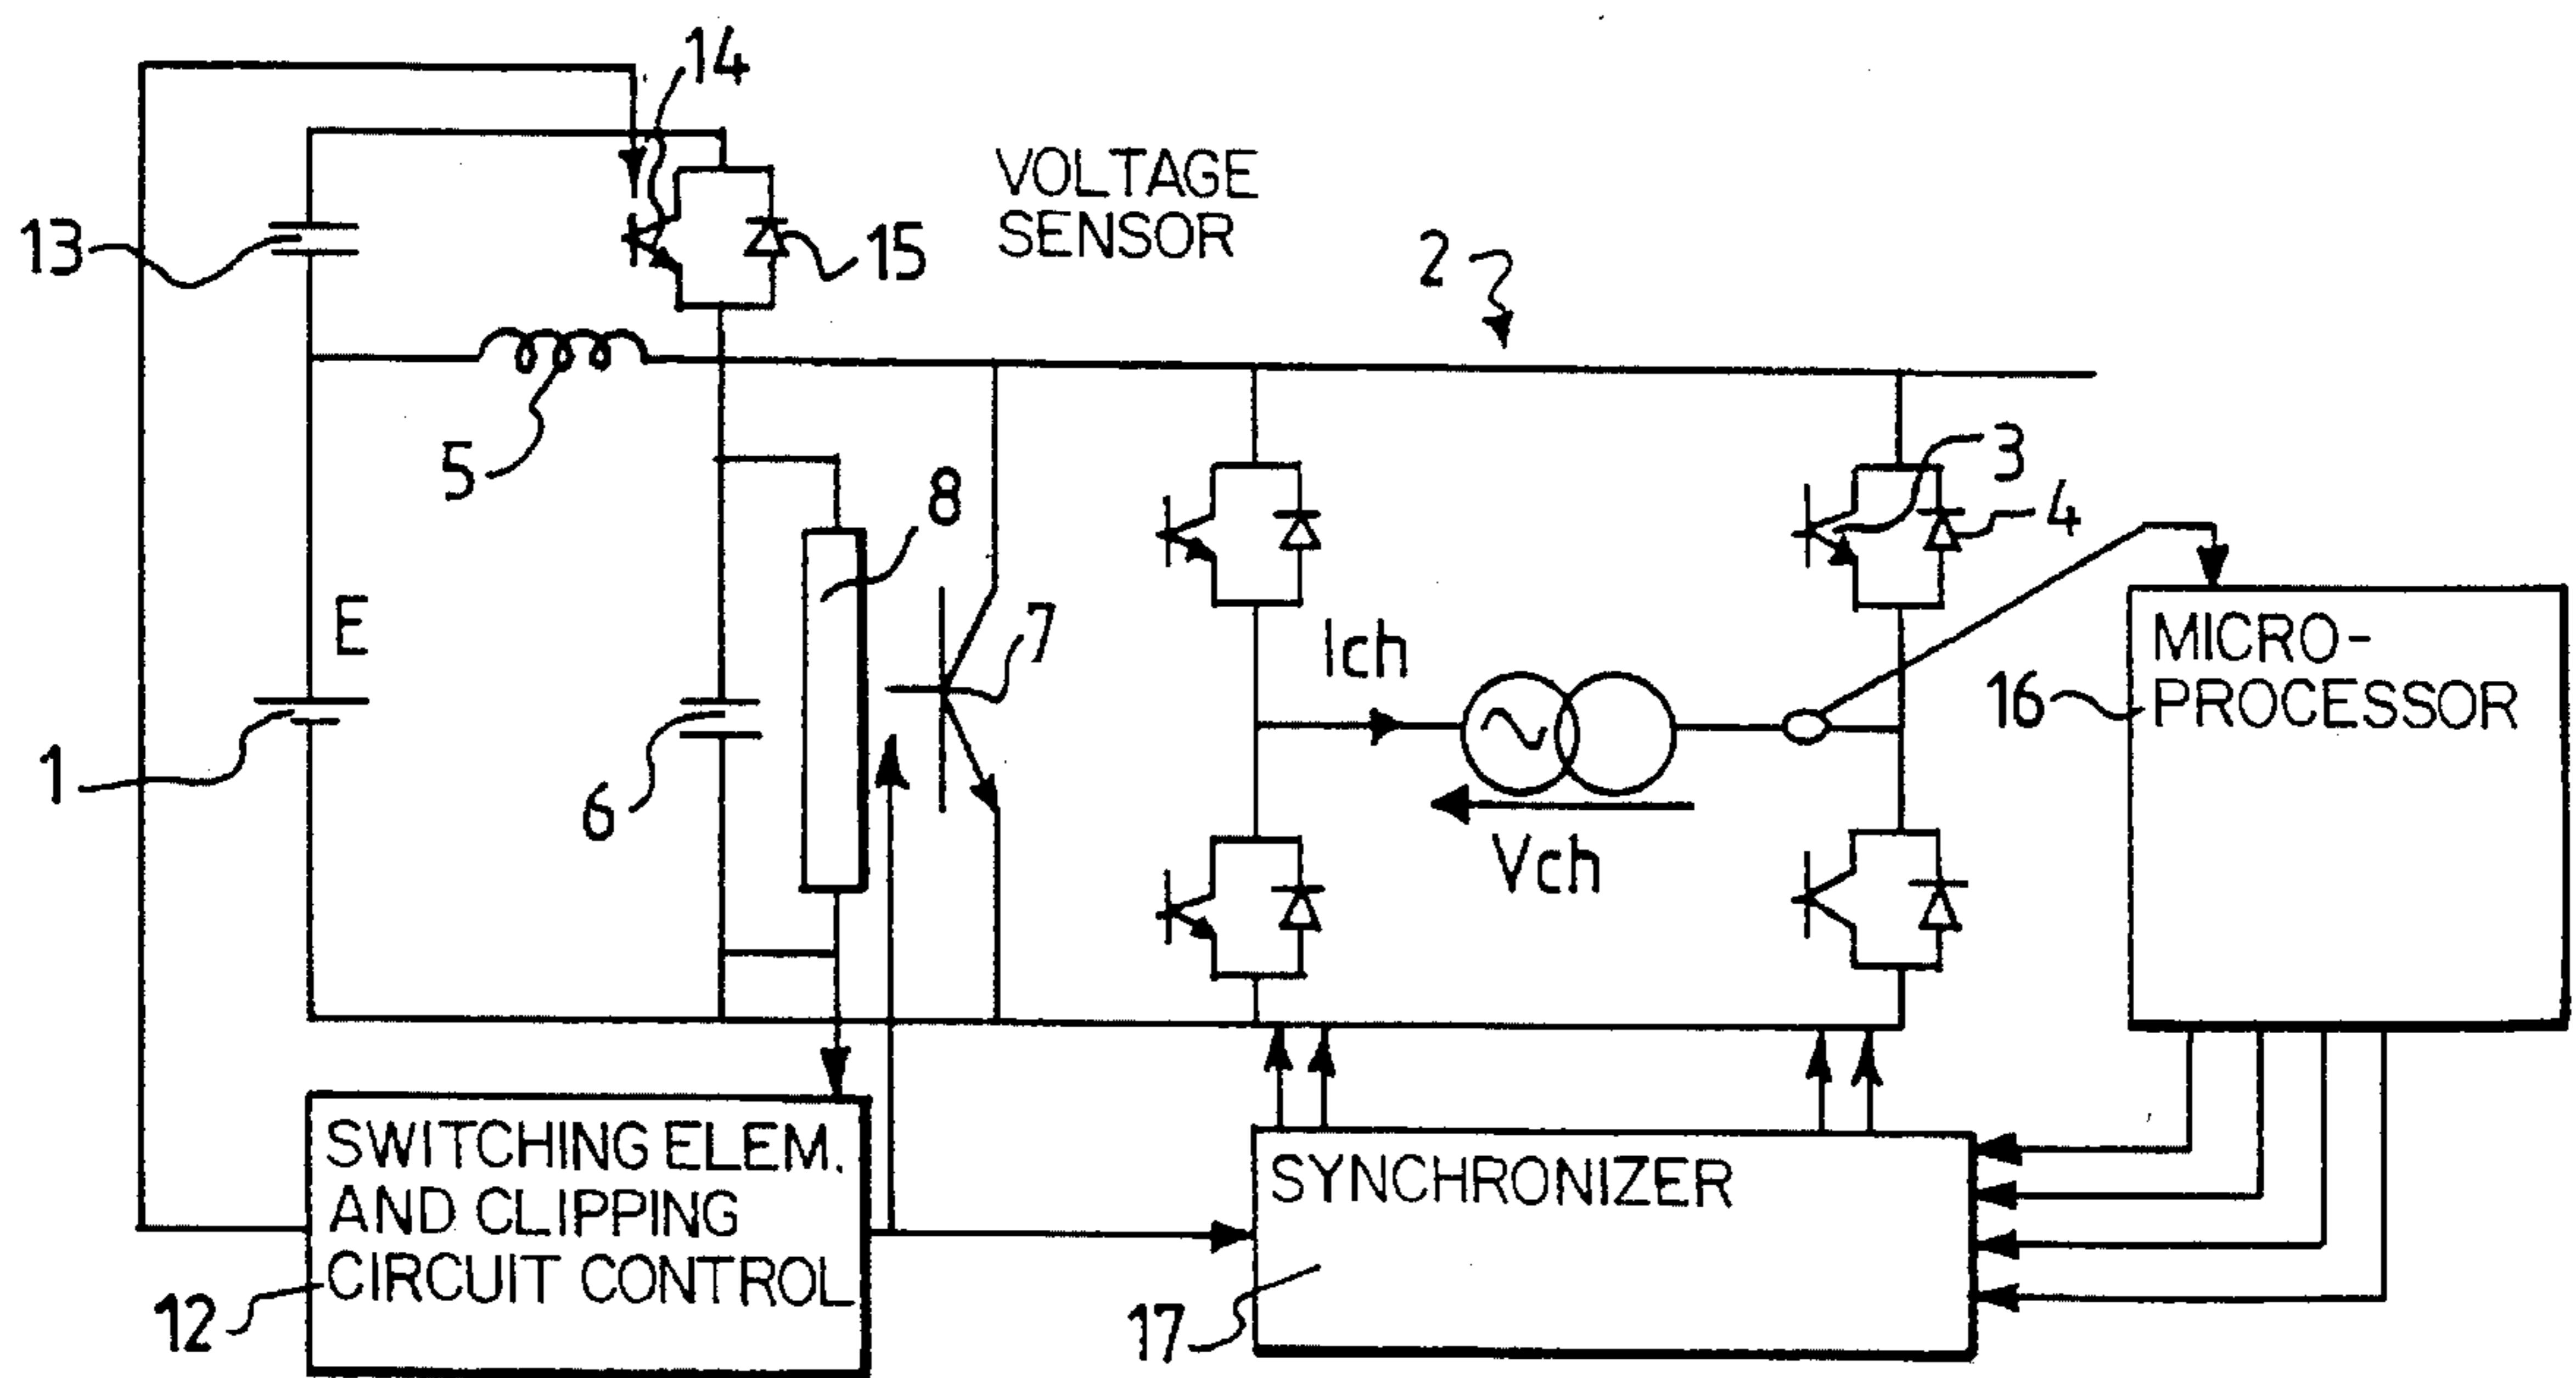 14
13
15
VOLTAGE
SENSOR
2
5
8
3
4
E
7
Ich
MICRO-
PROCESSOR
16
1
6
Vch
SWITCHING ELEM.
AND CLIPPING
CIRCUIT CONTROL
12
SYNCHRONIZER
17